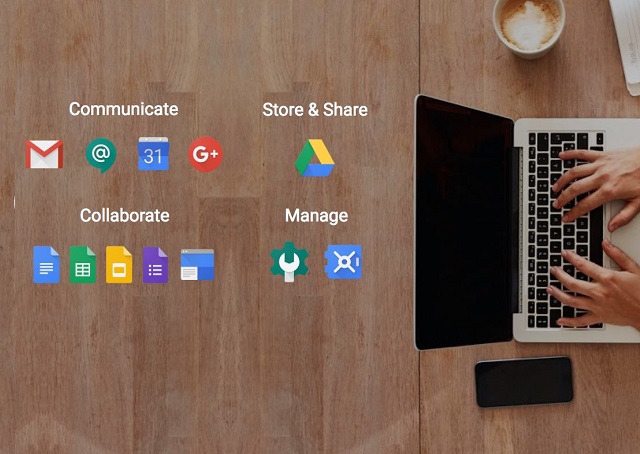 Communicate
Store & Share
@
31
G+
Collaborate
Manage